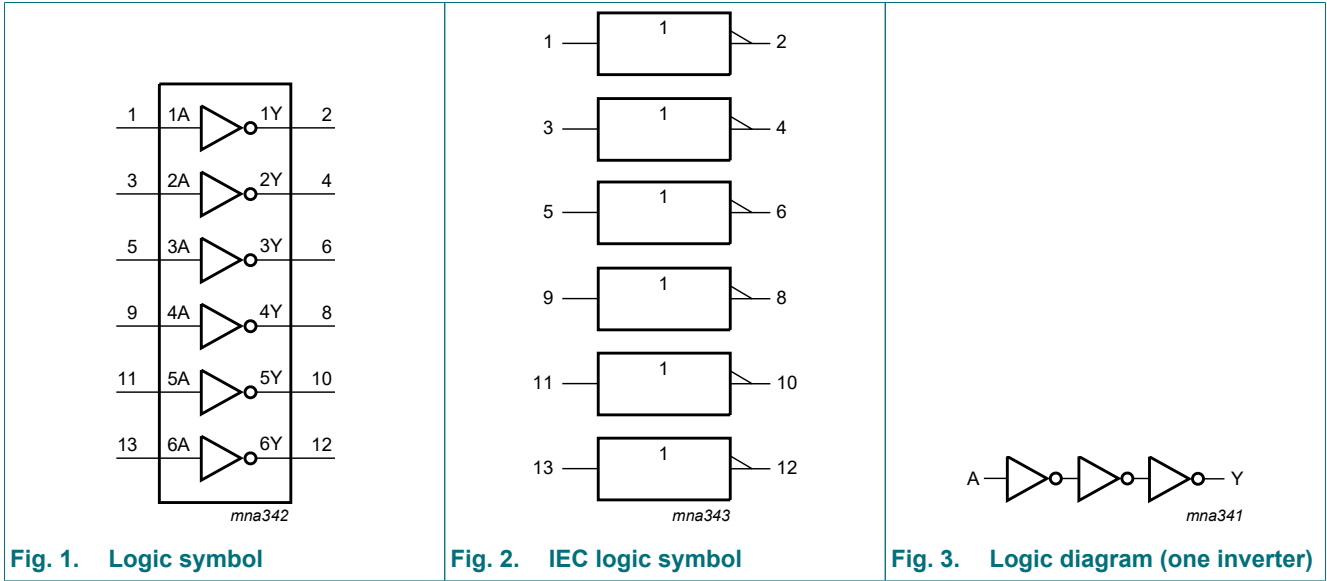 1 1A 1Y 2
3 2A 2Y 4
5 3A 3Y 6
9 4A 4Y 8
11 5A 5Y 10
13 6A 6Y 12
mna342
Fig. 1. Logic symbol
1 1 2
3 1 4
5 1 6
9 1 8
11 1 10
13 1 12
mna343
Fig. 2. IEC logic symbol
A Y
mna341
Fig. 3. Logic diagram (one inverter)